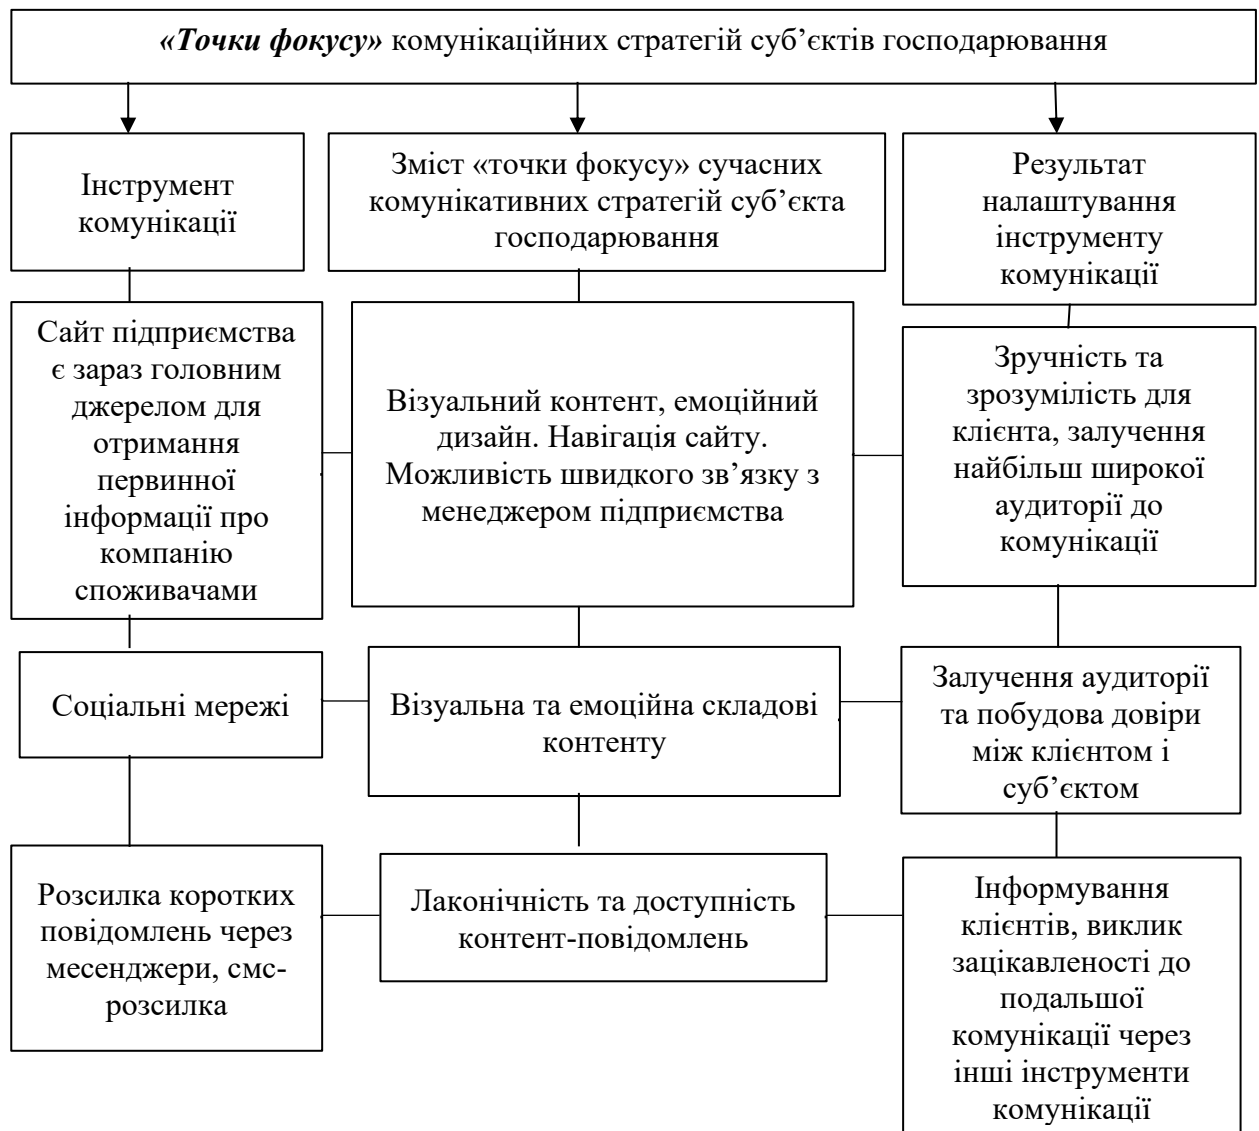 «Точки фокусу» комунікаційних стратегій суб’єктів господарювання
Інструмент
комунікації
Зміст «точки фокусу» сучасних
комунікативних стратегій суб’єкта
господарювання
Результат
налаштування
інструменту
комунікації
Сайт підприємства
є зараз головним
джерелом для
отримання
первинної
інформації про
компанію
споживачами
Візуальний контент, емоційний
дизайн. Навігація сайту.
Можливість швидкого зв’язку з
менеджером підприємства
Зручність та
зрозумілість для
клієнта, залучення
найбільш широкої
аудиторії до
комунікації
Соціальні мережі
Візуальна та емоційна складові
контенту
Залучення аудиторії
та побудова довіри
між клієнтом і
суб’єктом
Розсилка коротких
повідомлень через
месенджери, смс-
розсилка
Лаконічність та доступність
контент-повідомлень
Інформування
клієнтів, виклик
зацікавленості до
подальшої
комунікації через
інші інструменти
комунікації